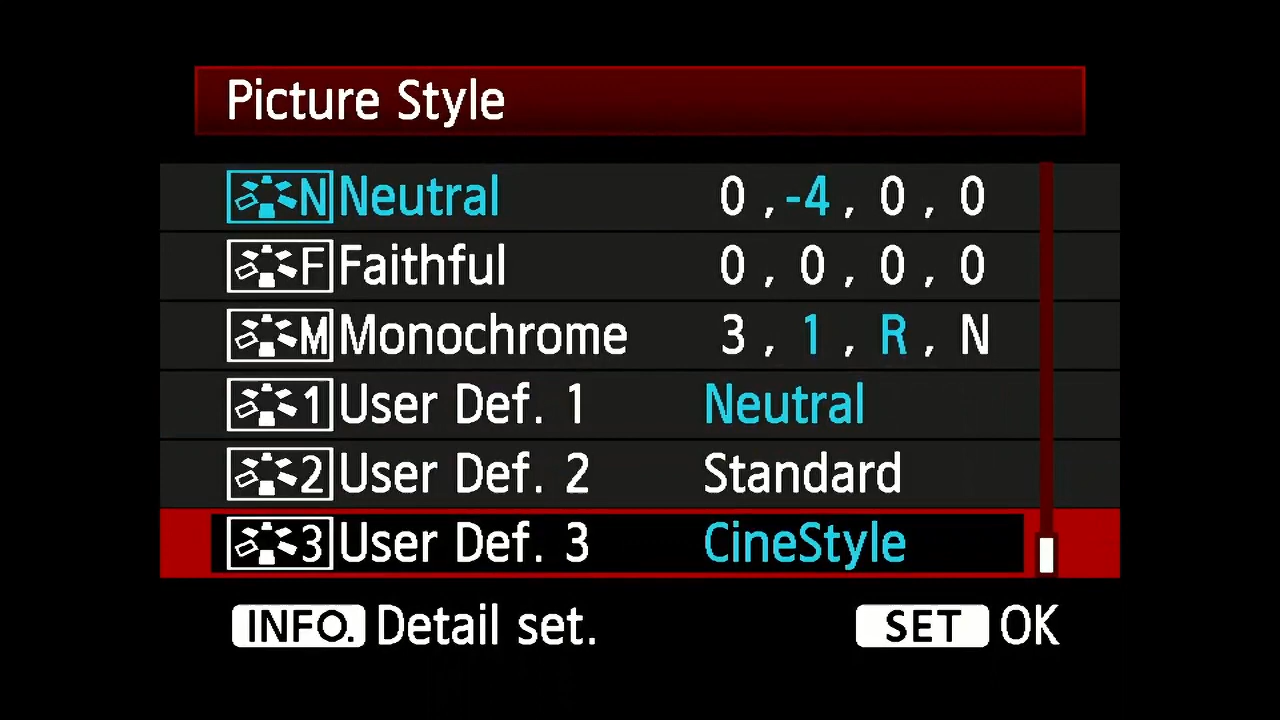 Picture Style
N Neutral 0 , -4 , 0 , 0
F Faithful 0 , 0 , 0 , 0
M Monochrome 3 , 1 , R , N
1 User Def. 1 Neutral
2 User Def. 2 Standard
3 User Def. 3 CineStyle
INFO. Detail set. SET OK